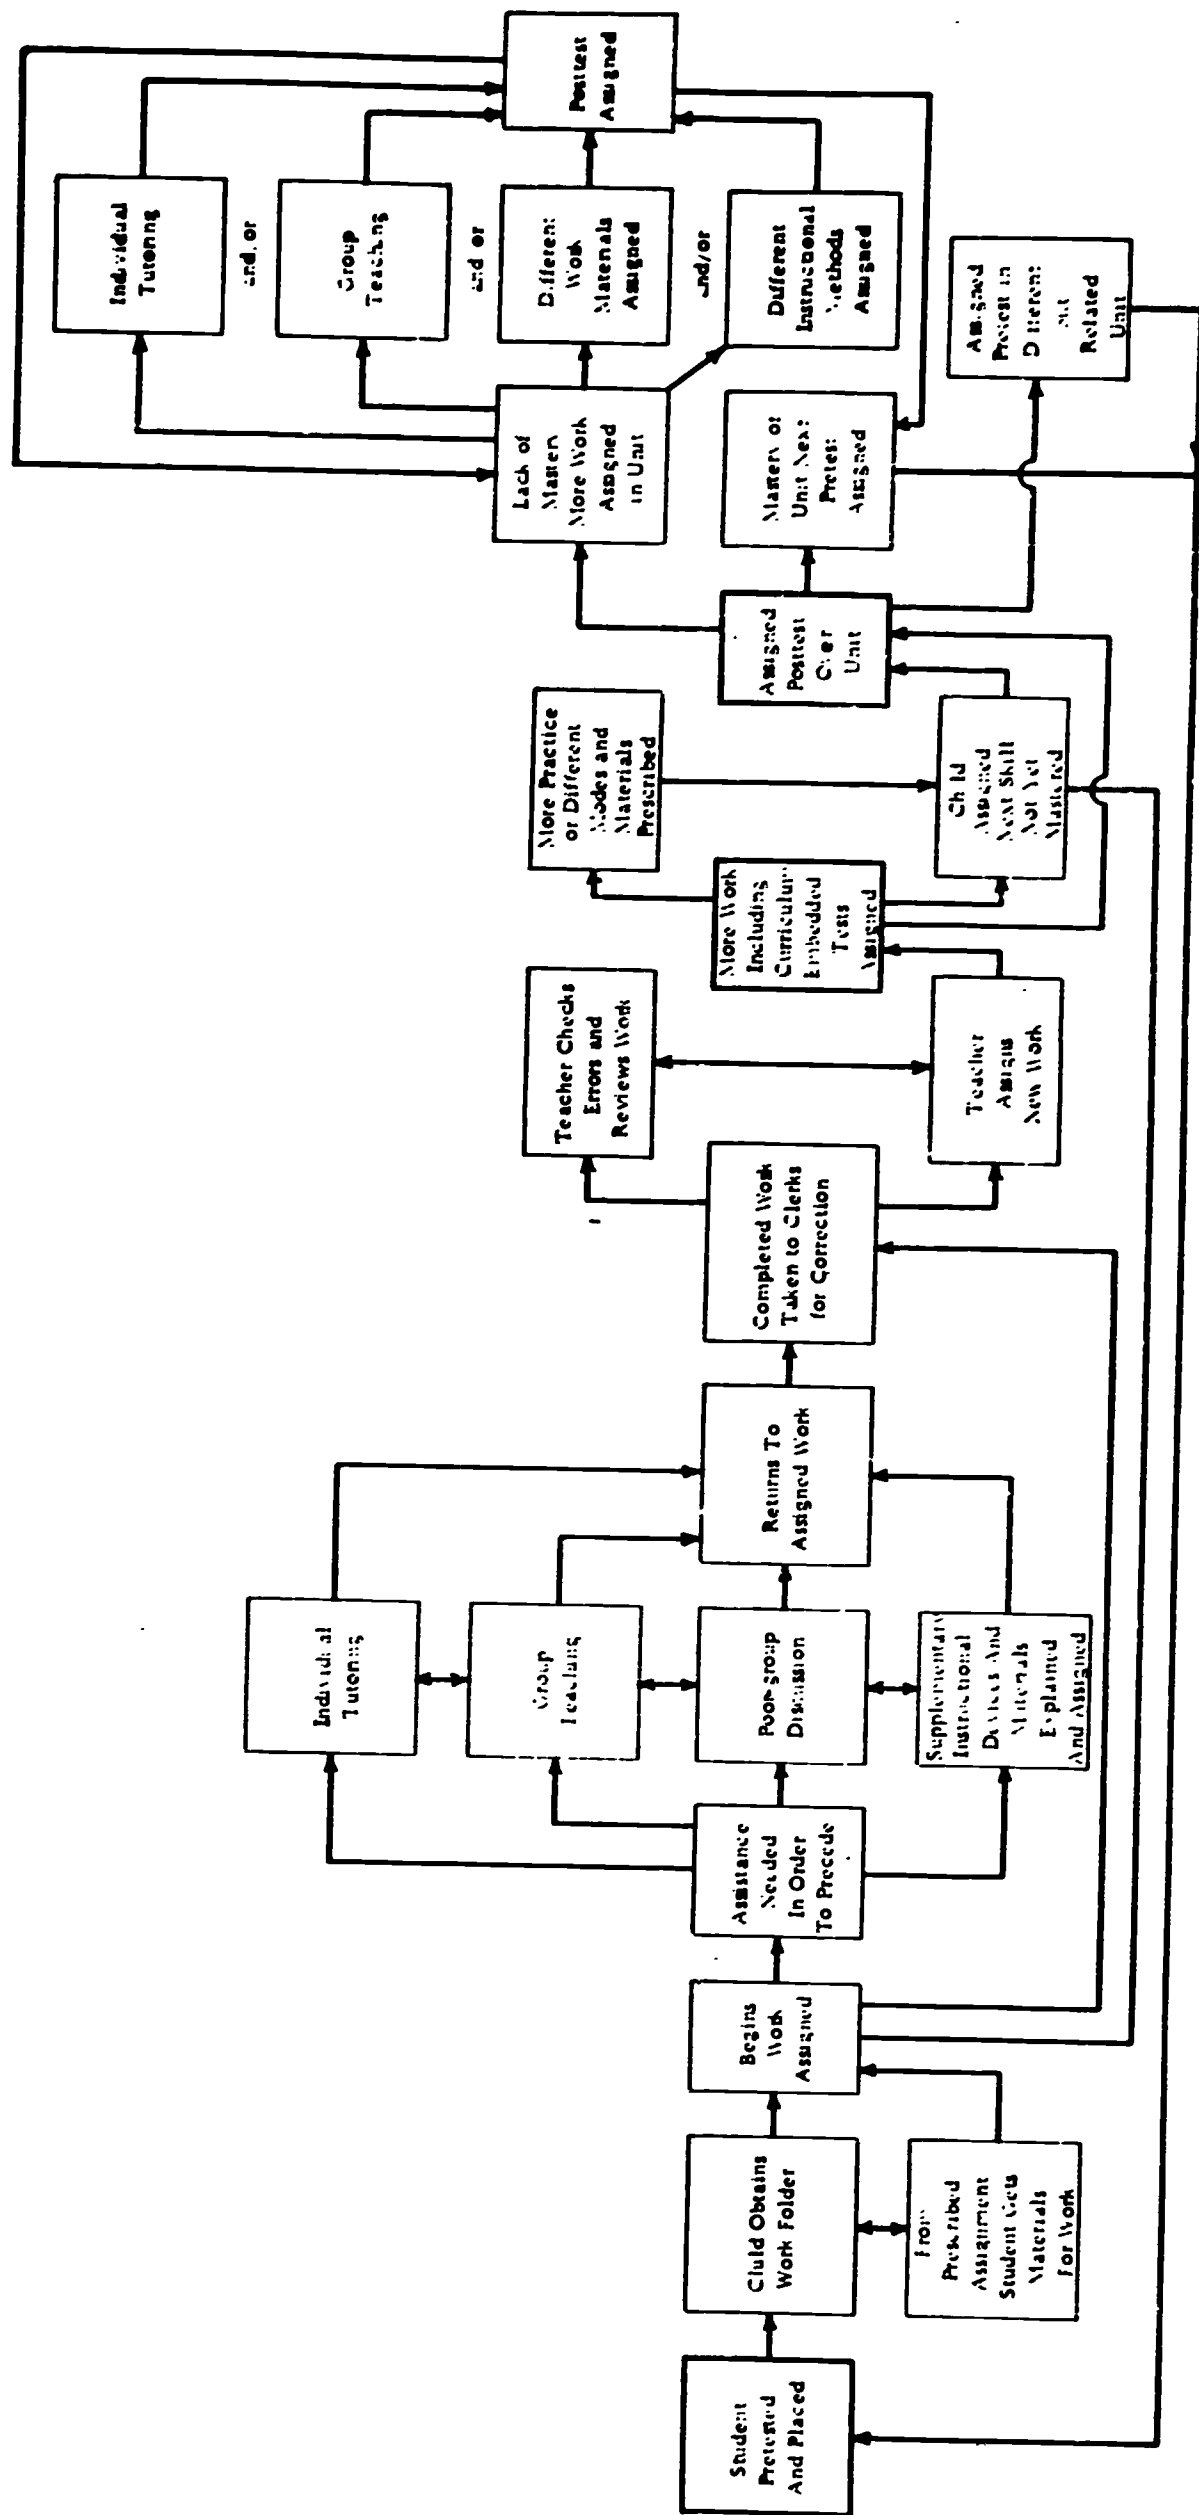 Student
Pretested
And Placed
Child Obtains
Work Folder
From
Prescribed
Assignment
Student Gets
Materials
For Work
Begins
Work
Assigned
Assistance
Needed
In Order
To Precede
Individual
Tutoring
Group
Teaching
Peer-group
Discussion
Supplementary
Instructional
Devices And
Materials
Explained
And Assigned
Returns To
Assigned Work
Completed Work
Taken to Clerks
for Correction
Teacher Checks
Errors and
Reviews Work
Teacher
Assigns
New Work
More Work
Including
Curriculum
Embedded
Tests
Assigned
More Practice
or Different
Modes and
Materials
Prescribed
Child
Assigned
Next Skill
Not Yet
Mastered
Assigned
Posttest
Over
Unit
Lack of
Mastery
More Work
Assigned
in Unit
Mastery of
Unit Next
Pretest
Assigned
Individual
Tutoring
and/or
Group
Teaching
and/or
Different
Work
Materials
Assigned
and/or
Different
Instructional
Methods
Assigned
Assigned
Pretest in
Different
but
Related
Unit
Posttest
Assigned